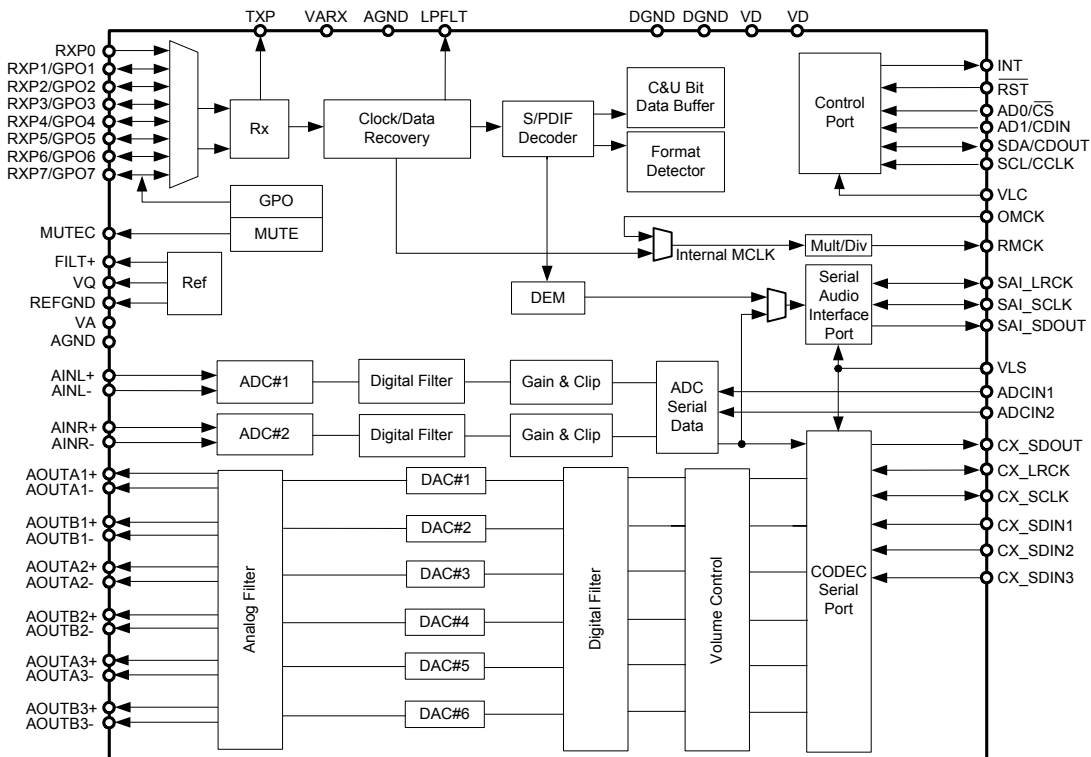 TXP
VARX
AGND
LPFLT
DGND
DGND
VD
VD
RXP0
RXP1/GPO1
RXP2/GPO2
RXP3/GPO3
RXP4/GPO4
RXP5/GPO5
RXP6/GPO6
RXP7/GPO7
MUTEC
FILT+
VQ
REFGND
VA
AGND
AINL+
AINL-
AINR+
AINR-
AOUTA1+
AOUTA1-
AOUTB1+
AOUTB1-
AOUTA2+
AOUTA2-
AOUTB2+
AOUTB2-
AOUTA3+
AOUTA3-
AOUTB3+
AOUTB3-
Rx
Clock/Data
Recovery
S/PDIF
Decoder
C&U Bit
Data Buffer
Format
Detector
Control
Port
GPO
MUTE
Ref
Internal MCLK
Mult/Div
DEM
Serial
Audio
Interface
Port
ADC#1
Digital Filter
Gain & Clip
ADC
Serial
Data
ADC#2
Digital Filter
Gain & Clip
Analog Filter
DAC#1
DAC#2
DAC#3
DAC#4
DAC#5
DAC#6
Digital Filter
Volume Control
CODEC
Serial
Port
INT
RST
AD0/CS
AD1/CDIN
SDA/CDOUT
SCL/CCLK
VLC
OMCK
RMCK
SAI_LRCK
SAI_SCLK
SAI_SDOUT
VLS
ADCIN1
ADCIN2
CX_SDOUT
CX_LRCK
CX_SCLK
CX_SDIN1
CX_SDIN2
CX_SDIN3